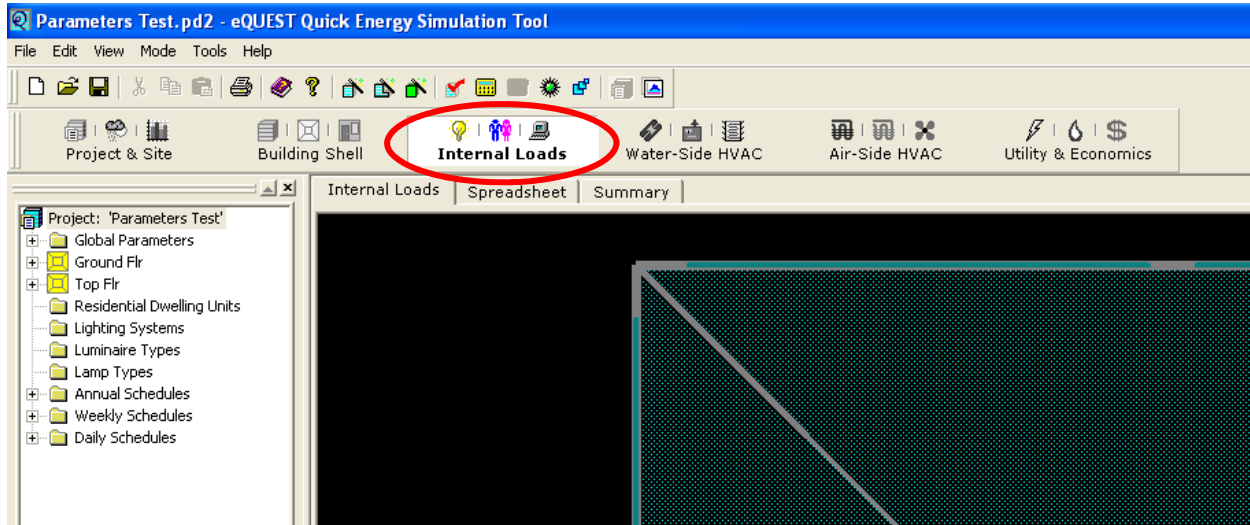 Parameters Test.pd2 - eQUEST Quick Energy Simulation Tool
File Edit View Mode Tools Help
Project & Site Building Shell Internal Loads Water-Side HVAC Air-Side HVAC Utility & Economics
Internal Loads Spreadsheet Summary
Project: 'Parameters Test'
Global Parameters
Ground Flr
Top Flr
Residential Dwelling Units
Lighting Systems
Luminaire Types
Lamp Types
Annual Schedules
Weekly Schedules
Daily Schedules